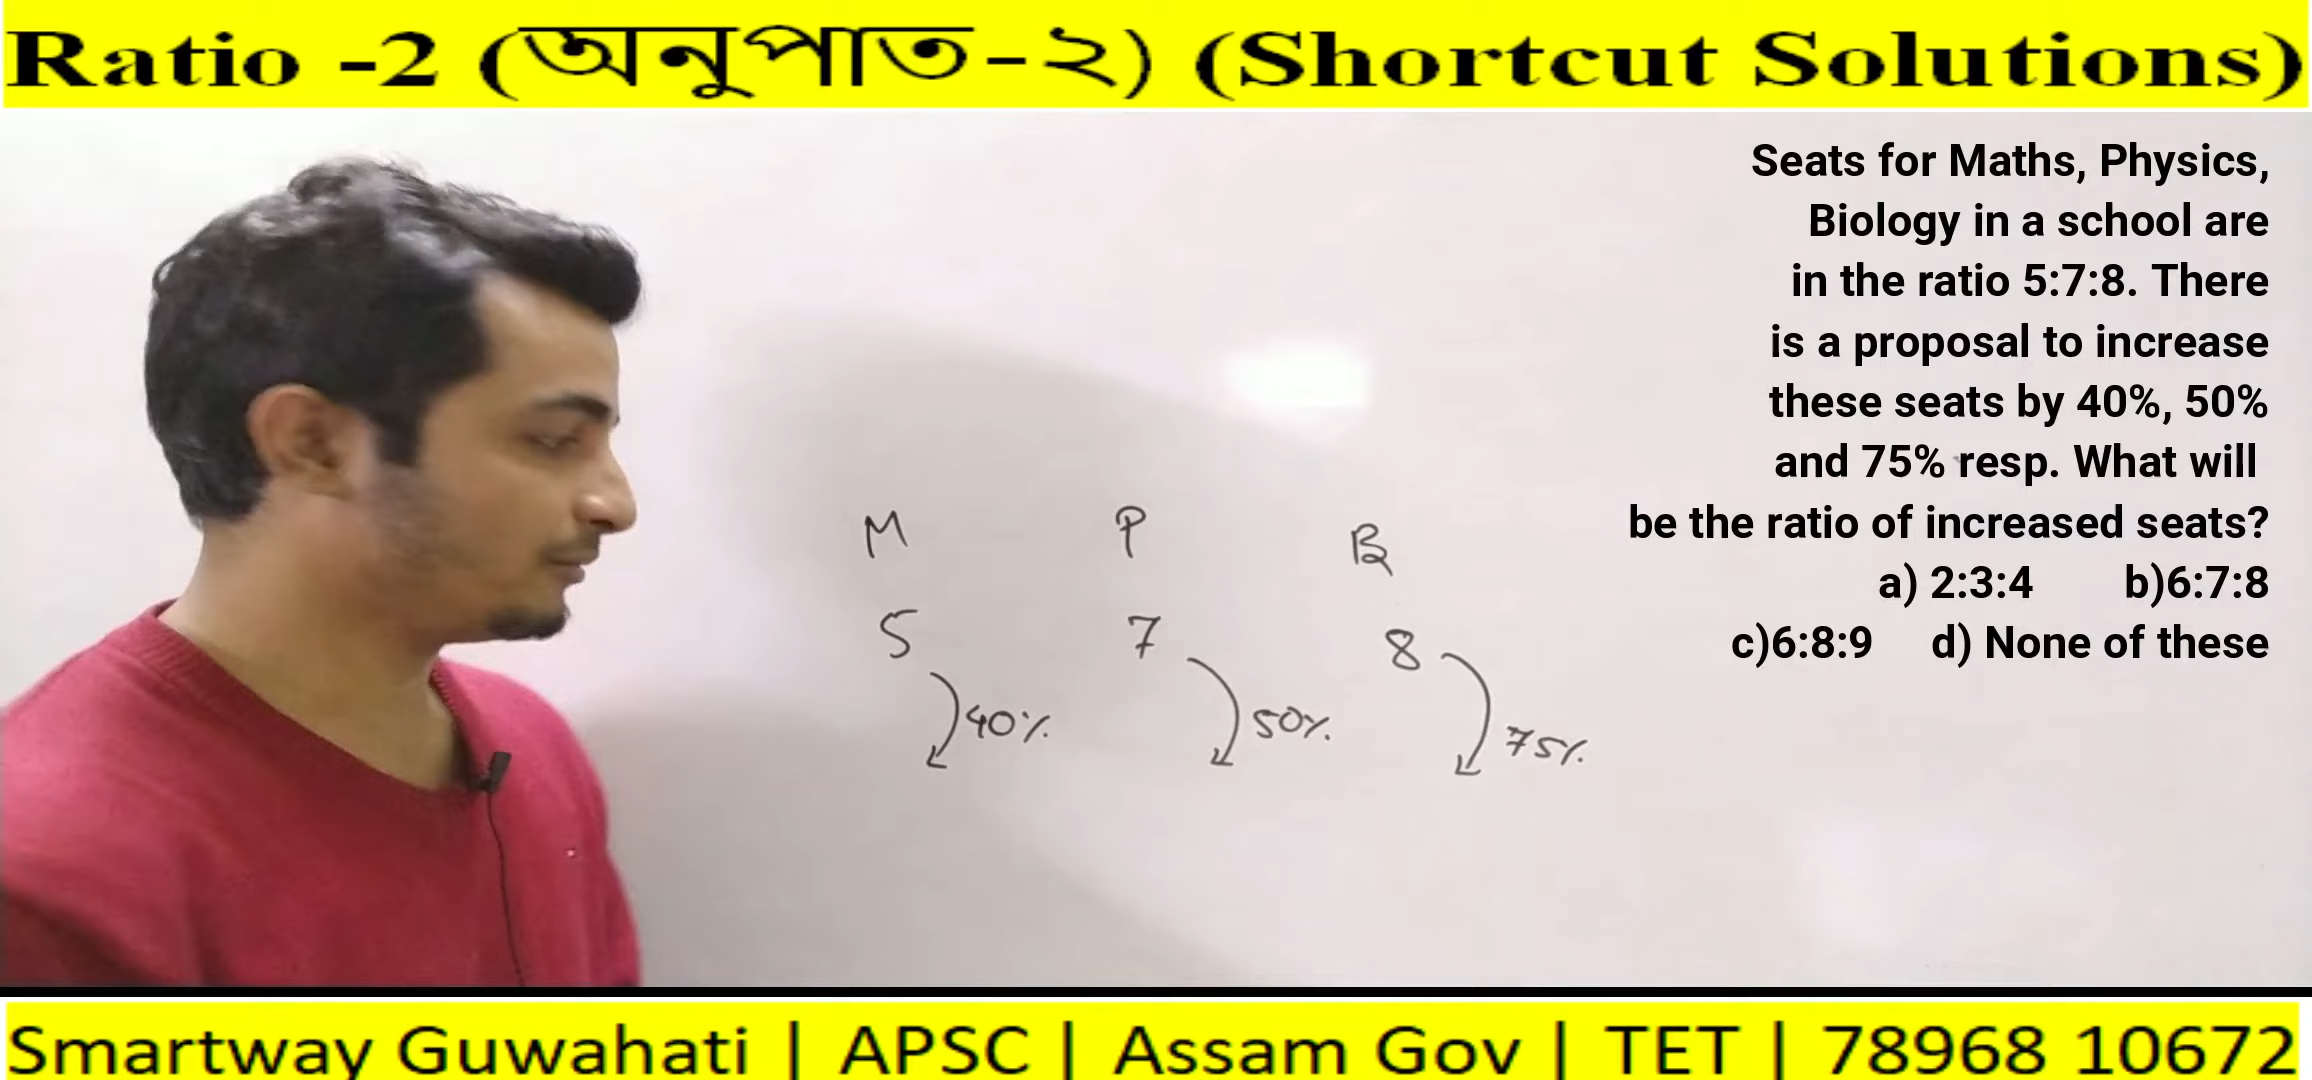 Ratio -2 (অনুপাত-২) (Shortcut Solutions)
Seats for Maths, Physics,
Biology in a school are
in the ratio 5:7:8. There
is a proposal to increase
these seats by 40%, 50%
and 75% resp. What will
be the ratio of increased seats?
a) 2:3:4 b)6:7:8
c)6:8:9 d) None of these
M P B
5 7 8
40% 50% 75%
Smartway Guwahati | APSC | Assam Gov | TET | 78968 10672